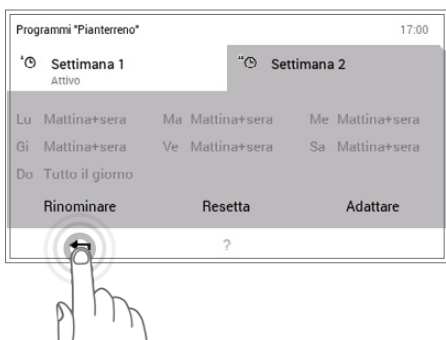 Programmi "Pianterreno" 17:00
Settimana 1 Settimana 2
Attivo
Lu Mattina+sera Ma Mattina+sera Me Mattina+sera
Gi Mattina+sera Ve Mattina+sera Sa Mattina+sera
Do Tutto il giorno
Rinominare Resetta Adattare
?